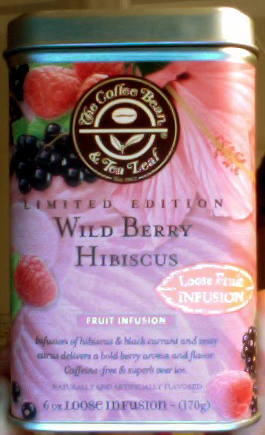 The Coffee Bean
& Tea Leaf
LIMITED EDITION
WILD BERRY
HIBISCUS
Loose Fruit
INFUSION
FRUIT INFUSION
Infusion of hibiscus & black currant and zesty
citrus delivers a bold berry aroma and flavor.
Caffeine-free & superb over ice.
NATURALLY AND ARTIFICIALLY FLAVORED
6 oz LOOSE INFUSION ~ (170g)